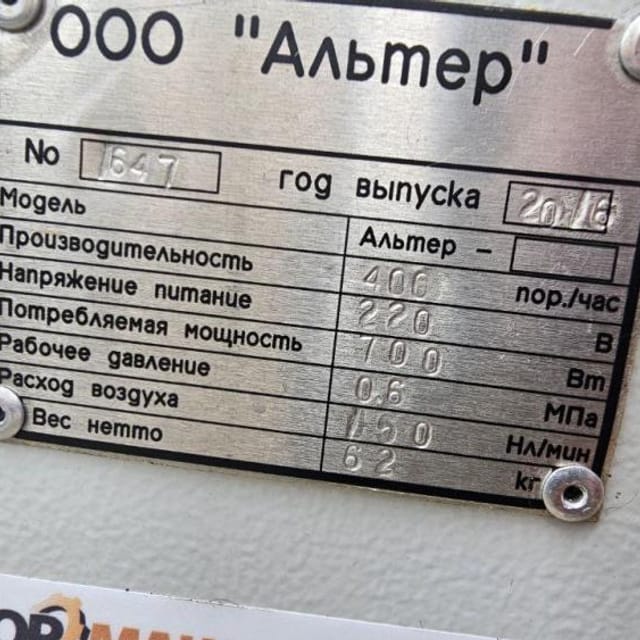 ООО "Альтер"
No 1647 год выпуска 2016
Модель Альтер –
Производительность 400 пор./час
Напряжение питание 220 В
Потребляемая мощность 700 Вт
Рабочее давление 0.6 МПа
Расход воздуха 150 Нл/мин
Вес нетто 62 кг